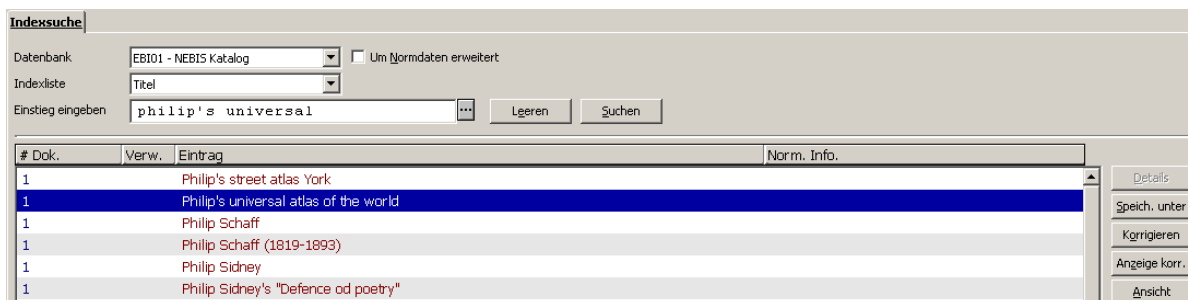 Indexsuche
Datenbank EBI01 - NEBIS Katalog Um Normdaten erweitert
Indexliste Titel
Einstieg eingeben philip's universal ... Leeren Suchen
# Dok. Verw. Eintrag Norm. Info.
1 Philip's street atlas York Details
1 Philip's universal atlas of the world Speich. unter
1 Philip Schaff Korrigieren
1 Philip Schaff (1819-1893)
1 Philip Sidney Anzeige korr.
1 Philip Sidney's "Defence od poetry" Ansicht